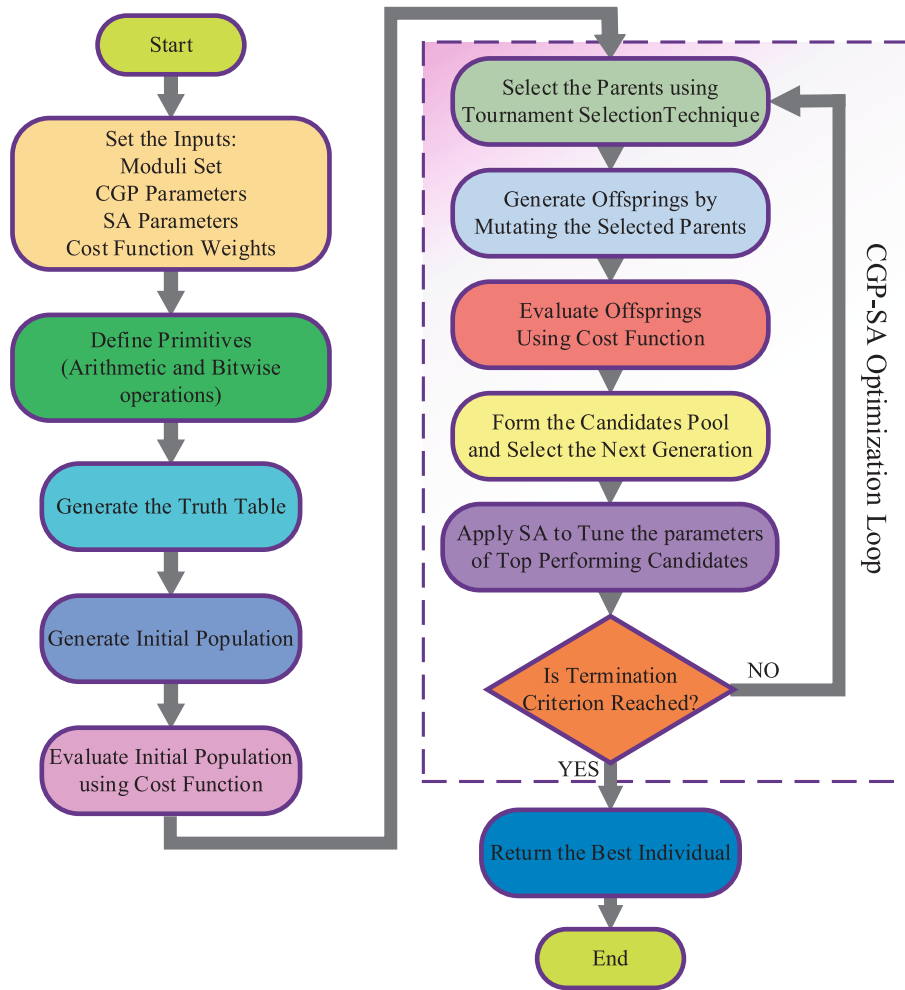 Start
Set the Inputs:
Moduli Set
CGP Parameters
SA Parameters
Cost Function Weights
Define Primitives
(Arithmetic and Bitwise
operations)
Generate the Truth Table
Generate Initial Population
Evaluate Initial Population
using Cost Function
Select the Parents using
Tournament SelectionTechnique
Generate Offsprings by
Mutating the Selected Parents
Evaluate Offsprings
Using Cost Function
Form the Candidates Pool
and Select the Next Generation
Apply SA to Tune the parameters
of Top Performing Candidates
Is Termination
Criterion Reached?
NO
YES
CGP-SA Optimization Loop
Return the Best Individual
End